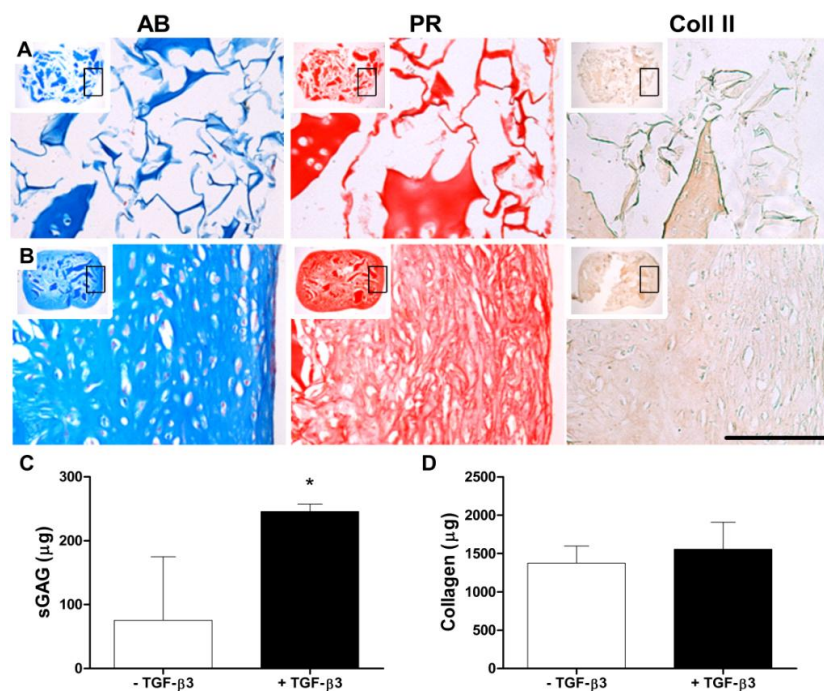 AB PR Coll II
A
B
C
D
300
200
100
0
sGAG (µg)
*
- TGF-β3 + TGF-β3
2500
2000
1500
1000
500
0
Collagen (µg)
- TGF-β3 + TGF-β3